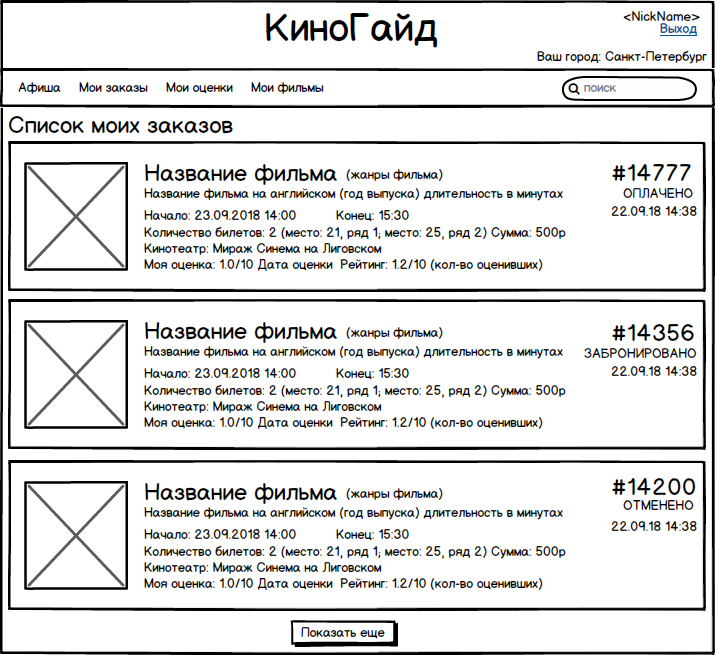 КиноГайд
<NickName>
Выход
Ваш город: Санкт-Петербург
Афиша Мои заказы Мои оценки Мои фильмы поиск
Список моих заказов
Название фильма (жанры фильма) #14777
Название фильма на английском (год выпуска) длительность в минутах ОПЛАЧЕНО
Начало: 23.09.2018 14:00 Конец: 15:30 22.09.18 14:38
Количество билетов: 2 (место: 21, ряд 1; место: 25, ряд 2) Сумма: 500р
Кинотеатр: Мираж Синема на Лиговском
Моя оценка: 1.0/10 Дата оценки Рейтинг: 1.2/10 (кол-во оценивших)
Название фильма (жанры фильма) #14356
Название фильма на английском (год выпуска) длительность в минутах ЗАБРОНИРОВАНО
Начало: 23.09.2018 14:00 Конец: 15:30 22.09.18 14:38
Количество билетов: 2 (место: 21, ряд 1; место: 25, ряд 2) Сумма: 500р
Кинотеатр: Мираж Синема на Лиговском
Моя оценка: 1.0/10 Дата оценки Рейтинг: 1.2/10 (кол-во оценивших)
Название фильма (жанры фильма) #14200
Название фильма на английском (год выпуска) длительность в минутах ОТМЕНЕНО
Начало: 23.09.2018 14:00 Конец: 15:30 22.09.18 14:38
Количество билетов: 2 (место: 21, ряд 1; место: 25, ряд 2) Сумма: 500р
Кинотеатр: Мираж Синема на Лиговском
Моя оценка: 1.0/10 Дата оценки Рейтинг: 1.2/10 (кол-во оценивших)
Показать еще